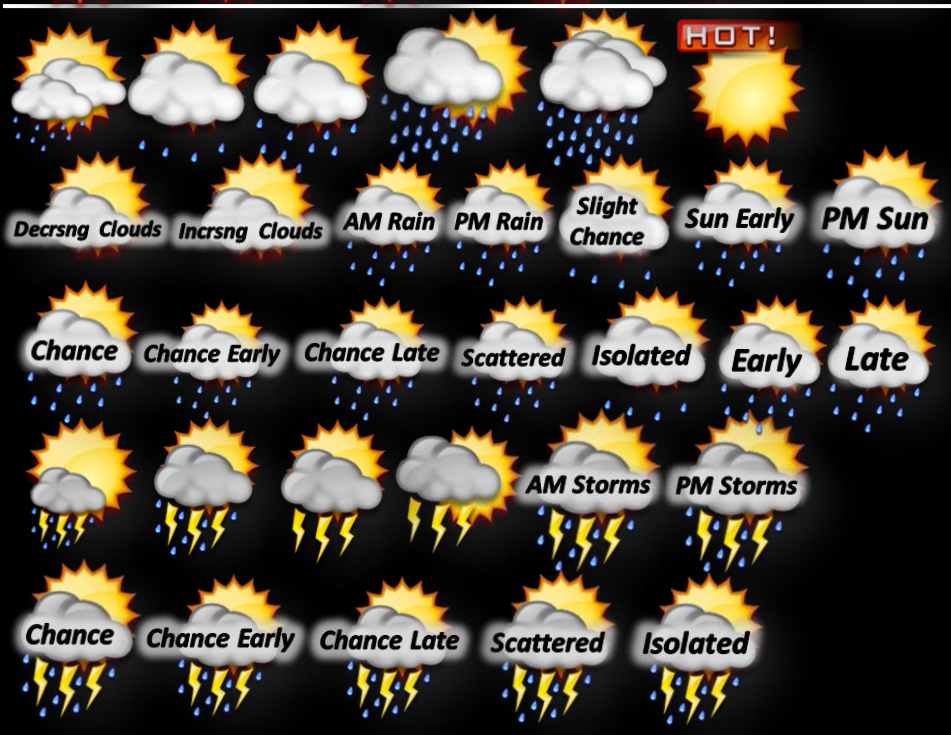 HOT!
Decrsng Clouds
Incrsng Clouds
AM Rain
PM Rain
Slight
Chance
Sun Early
PM Sun
Chance
Chance Early
Chance Late
Scattered
Isolated
Early
Late
AM Storms
PM Storms
Chance
Chance Early
Chance Late
Scattered
Isolated